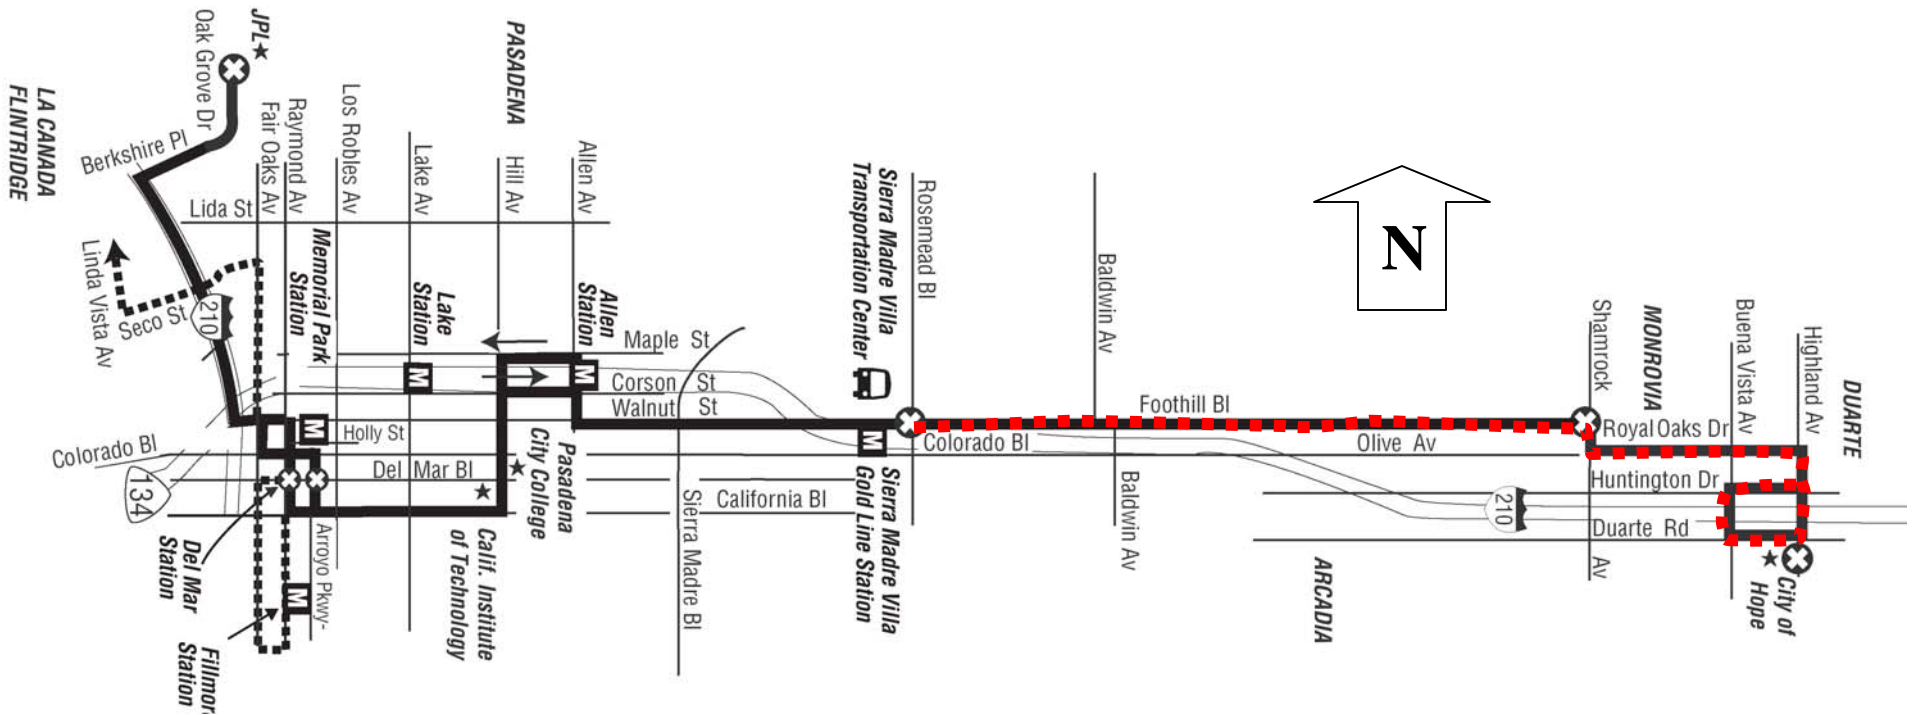 JPL★
Oak Grove Dr
LA CANADA
FLINTRIDGE
Berkshire Pl
Lida St
Linda Vista Av
Seco St
210
Fair Oaks Av
Raymond Av
Los Robles Av
Lake Av
PASADENA
Hill Av
Allen Av
Memorial Park
Station
Lake
Station
Allen
Station
Maple St
Corson St
Walnut St
M
M
M
Holly St
Colorado Bl
Del Mar Bl
134
California Bl
Del Mar
Station
Fillmor
Station
M
Arroyo Pkwy-
Calif. Institute
of Technology
Pasadena
City College
Sierra Madre Bl
Sierra Madre Villa
Transportation Center
Rosemead Bl
M
Sierra Madre Villa
Gold Line Station
Colorado Bl
Baldwin Av
Baldwin Av
Foothill Bl
Olive Av
N
210
ARCADIA
Shamrock
Av
MONROVIA
Royal Oaks Dr
Huntington Dr
Duarte Rd
Buena Vista Av
Highland Av
DUARTE
City of
Hope